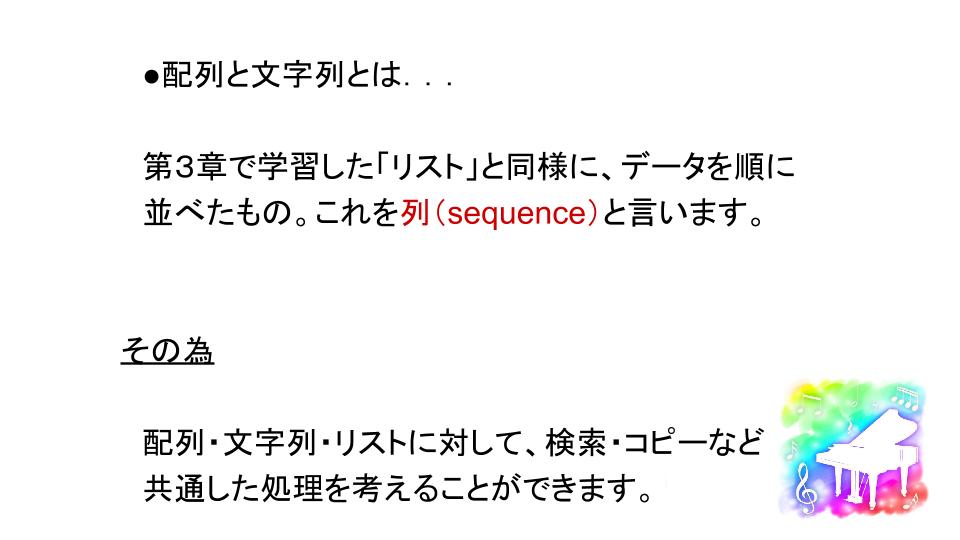 ●配列と文字列とは．．．
第３章で学習した「リスト」と同様に、データを順に
並べたもの。これを列（sequence）と言います。
その為
配列・文字列・リストに対して、検索・コピーなど
共通した処理を考えることができます。